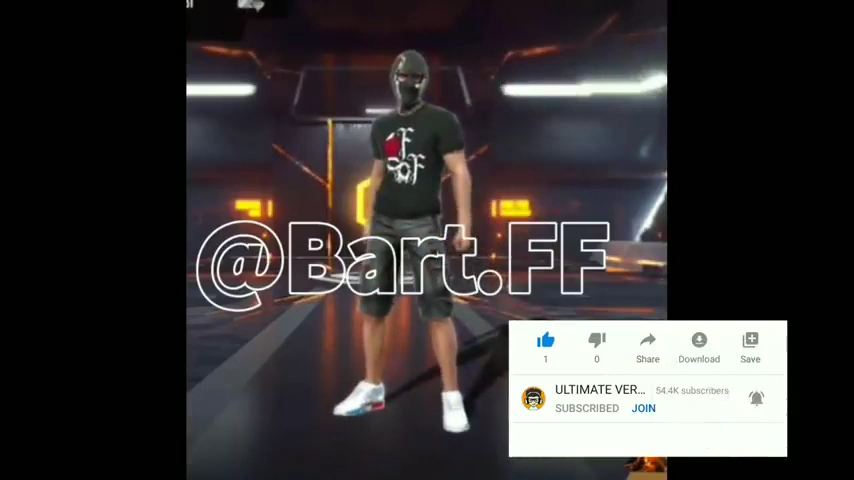 @Bart.FF
1
0
Share
Download
Save
ULTIMATE VER...
54.4K subscribers
SUBSCRIBED
JOIN